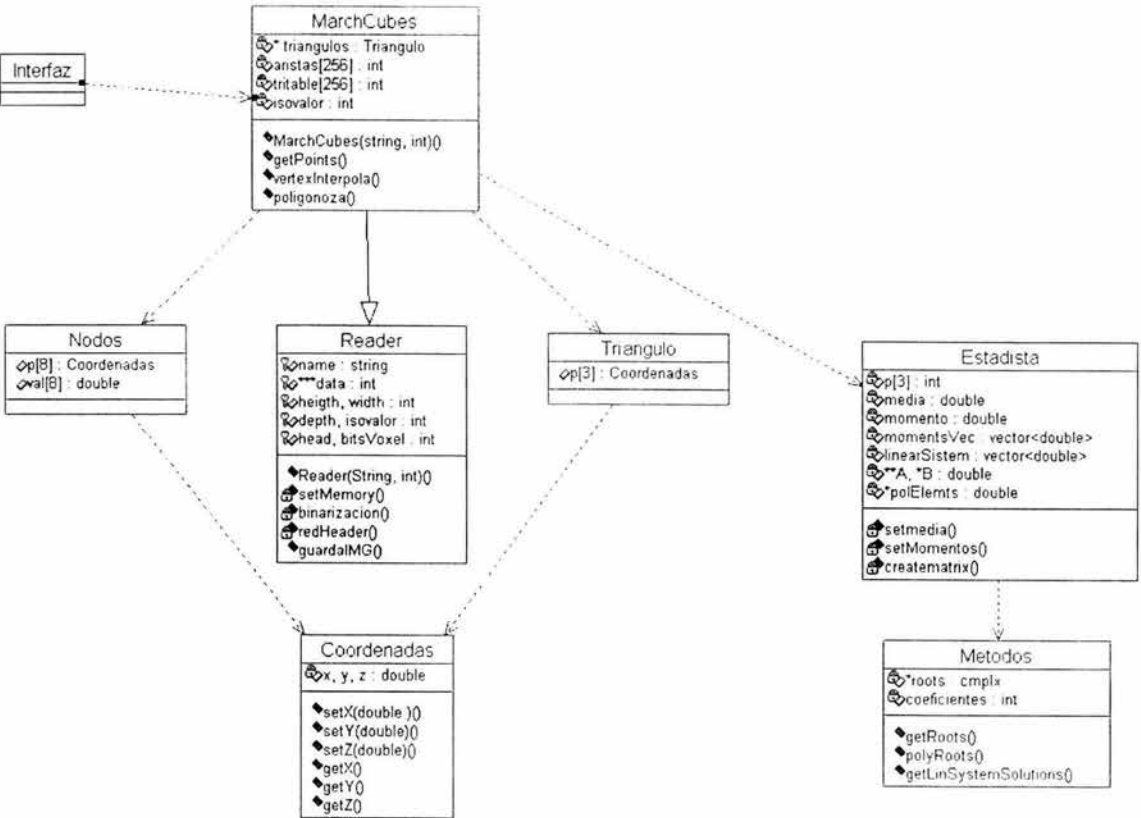 MarchCubes
* triangulos : Triangulo
aristas[256] : int
tritable[256] : int
isovalor : int
MarchCubes(string, int)()
getPoints()
vertexInterpola()
poligonoza()
Interfaz
Nodos
p[8] : Coordenadas
val[8] : double
Reader
name : string
***data : int
heigth, width : int
depth, isovalor : int
head, bitsVoxel : int
Reader(String, int)()
setMemory()
binarizacion()
redHeader()
guardaIMG()
Triangulo
p[3] : Coordenadas
Estadista
p[3] : int
media : double
momento : double
momentsVec : vector<double>
linearSistem : vector<double>
**A, *B : double
*polElemts : double
setmedia()
setMomentos()
creatematrix()
Coordenadas
x, y, z : double
setX(double )()
setY(double)()
setZ(double)()
getX()
getY()
getZ()
Metodos
*roots : cmplx
coeficientes : int
getRoots()
polyRoots()
getLinSystemSolutions()